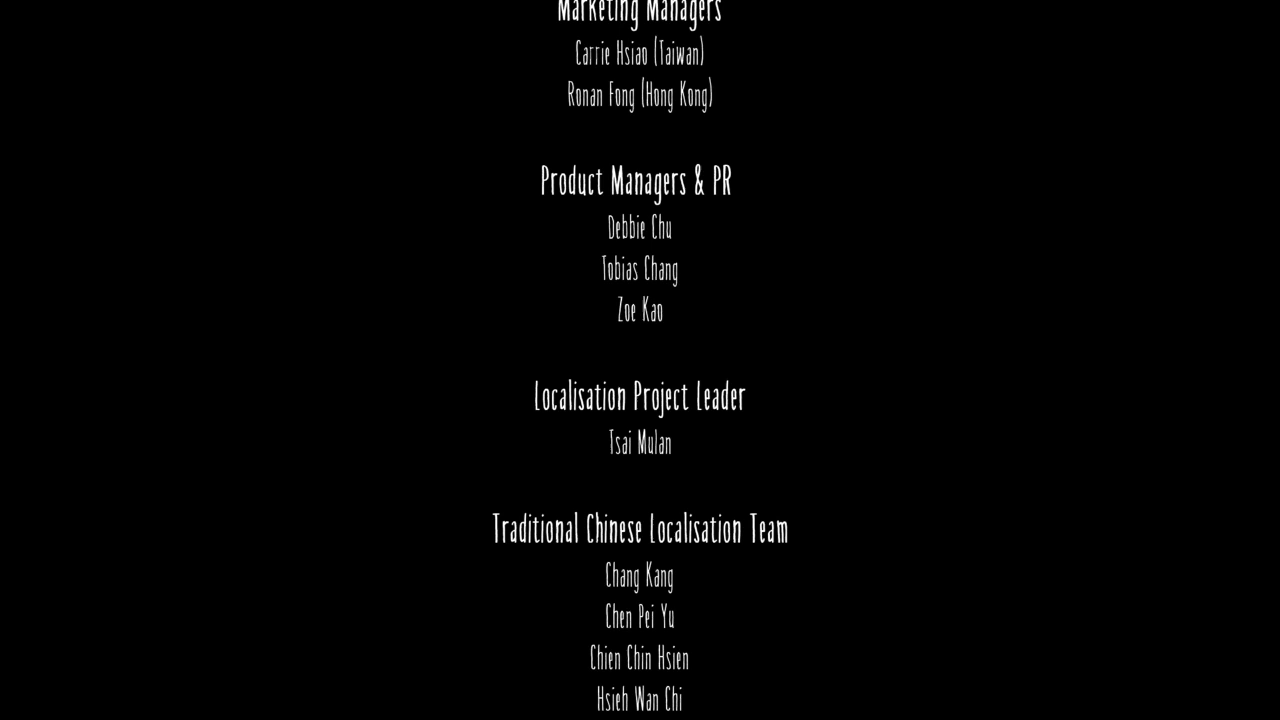 Marketing Managers
Carrie Hsiao (Taiwan)
Ronan Fong (Hong Kong)
Product Managers & PR
Debbie Chu
Tobias Chang
Zoe Kao
Localisation Project Leader
Tsai Mulan
Traditional Chinese Localisation Team
Chang Kang
Chen Pei Yu
Chien Chin Hsien
Hsieh Wan Chi